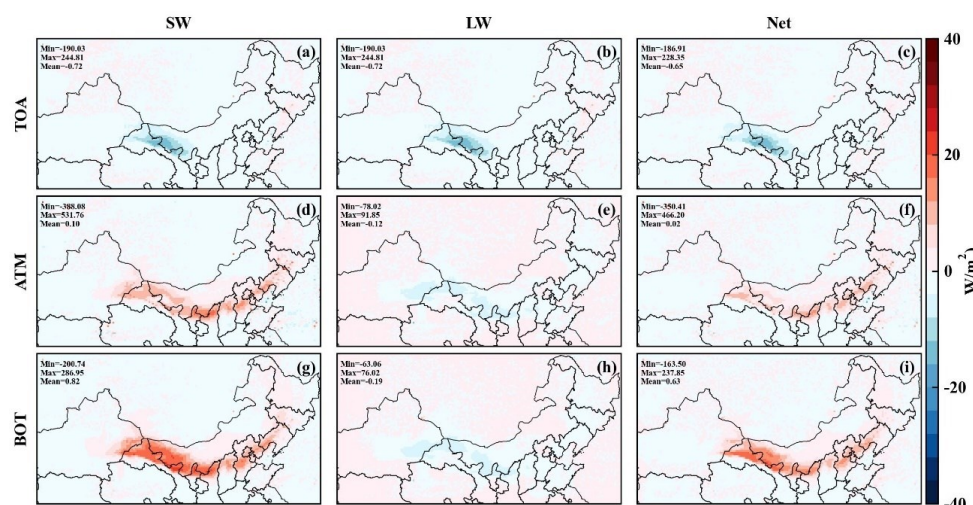 SW
LW
Net
TOA
(a)
Min=-190.03
Max=244.81
Mean=-0.72
(b)
Min=-190.03
Max=244.81
Mean=-0.72
(c)
Min=-186.91
Max=228.35
Mean=-0.65
ATM
(d)
Min=-388.08
Max=531.76
Mean=0.10
(e)
Min=-78.02
Max=91.85
Mean=-0.12
(f)
Min=-350.41
Max=466.20
Mean=0.02
BOT
(g)
Min=-200.74
Max=286.95
Mean=0.82
(h)
Min=-63.06
Max=76.02
Mean=-0.19
(i)
Min=-163.50
Max=237.85
Mean=0.63
40
20
0
-20
-40
W/m²